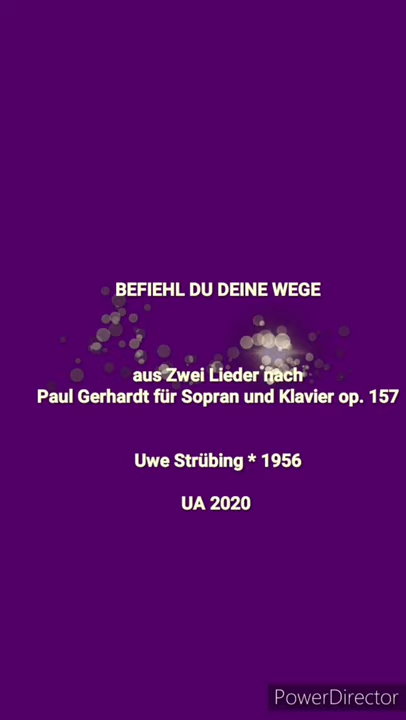 BEFIEHL DU DEINE WEGE
aus Zwei Lieder nach
Paul Gerhardt für Sopran und Klavier op. 157
Uwe Strübing * 1956
UA 2020
PowerDirector